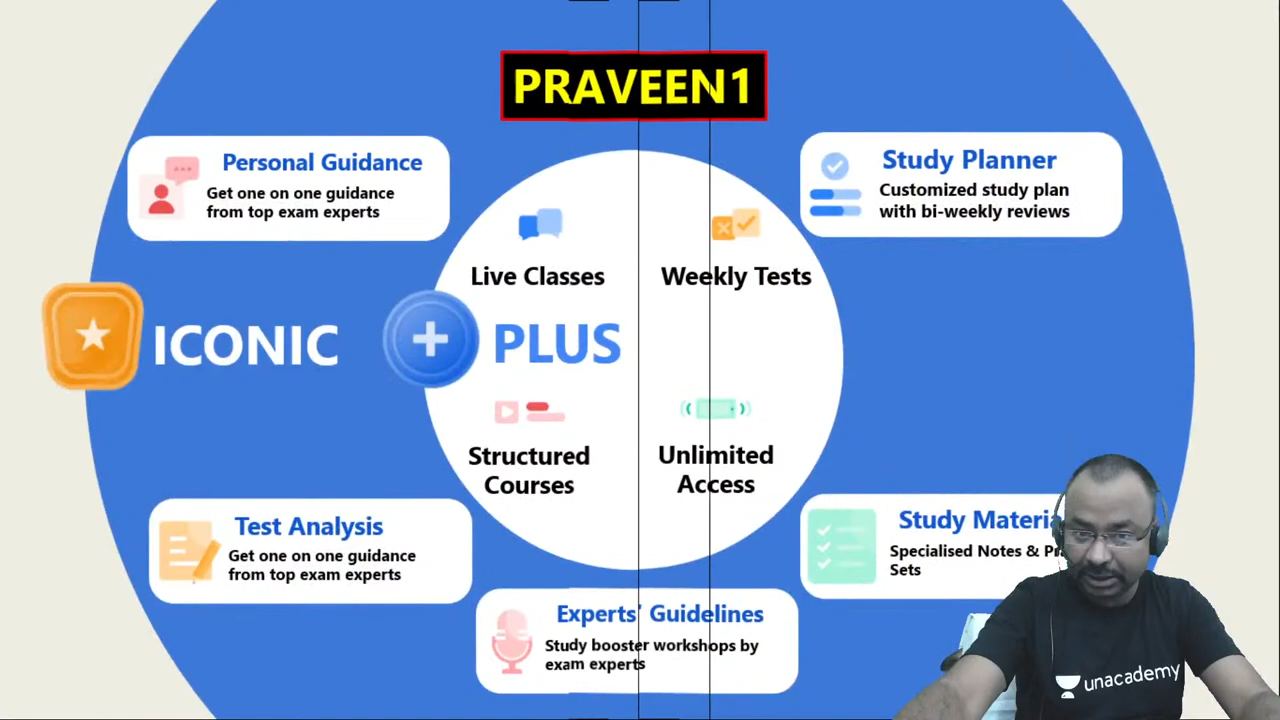 PRAVEEN1
Personal Guidance
Get one on one guidance
from top exam experts
Study Planner
Customized study plan
with bi-weekly reviews
Live Classes
Weekly Tests
ICONIC
PLUS
Structured
Courses
Unlimited
Access
Test Analysis
Get one on one guidance
from top exam experts
Study Materia
Specialised Notes &
Sets
Experts' Guidelines
Study booster workshops by
exam experts
unacademy